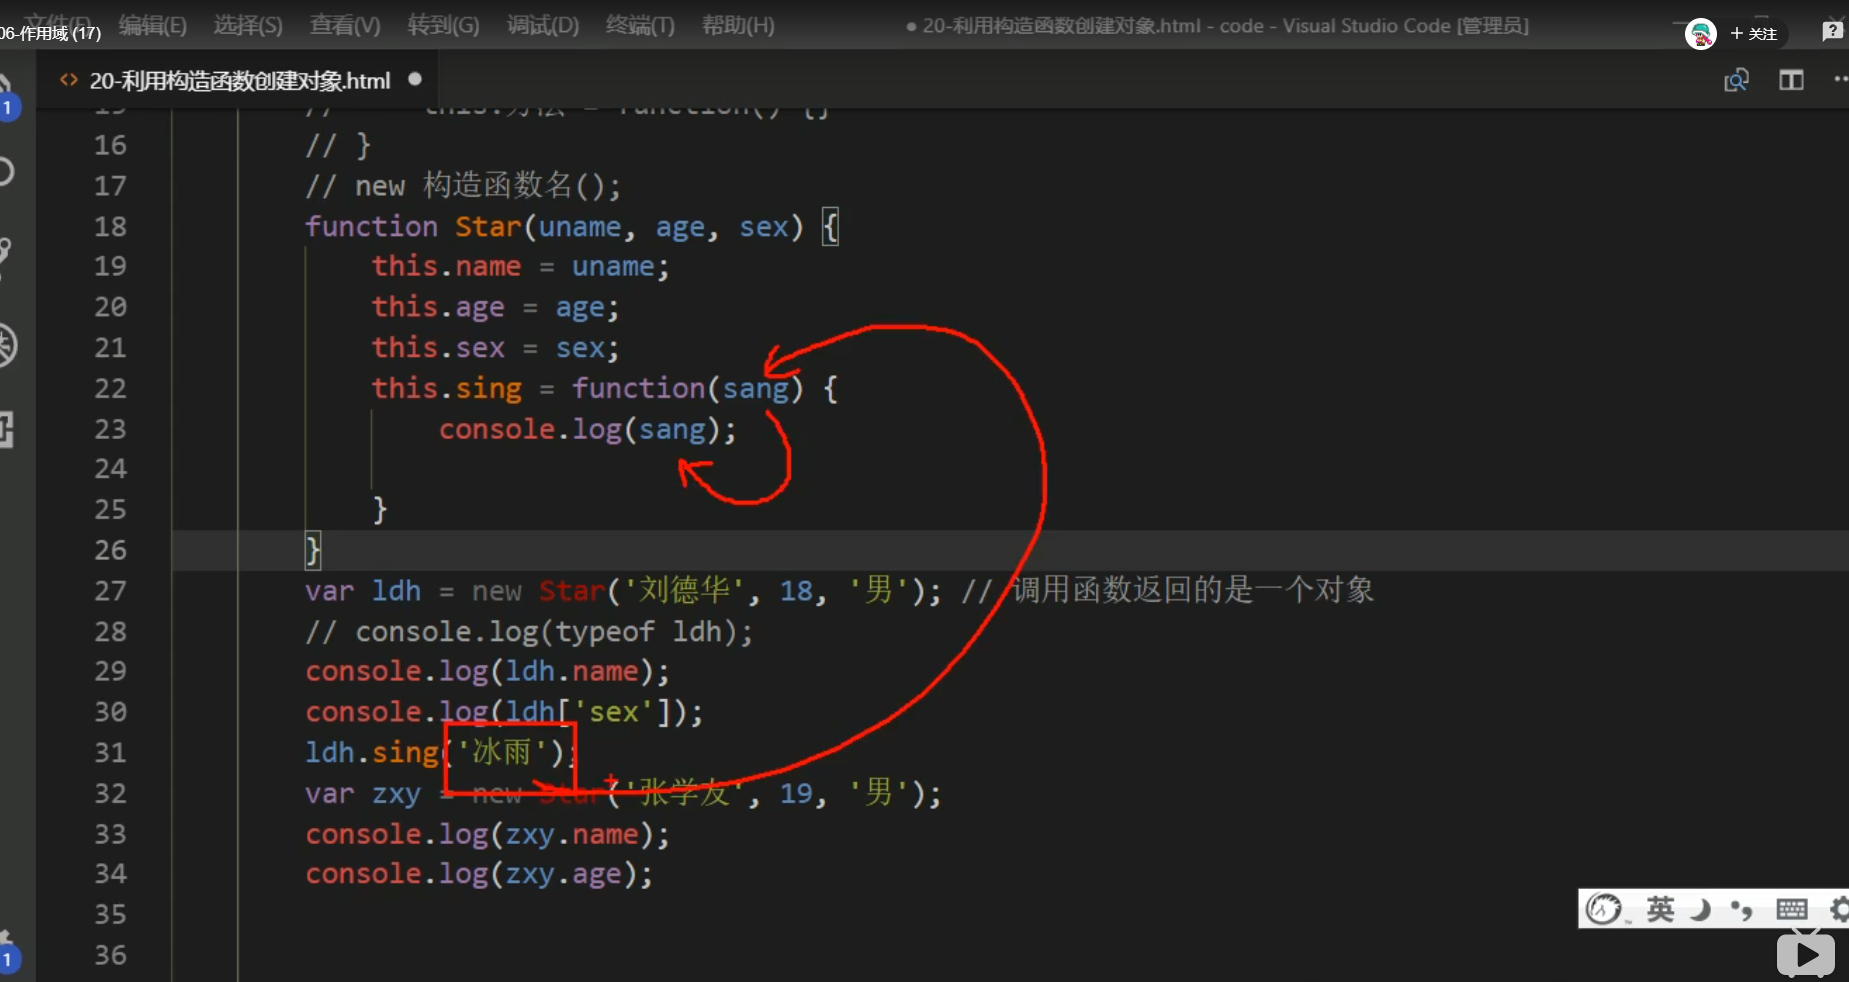 文件(F) 编辑(E) 选择(S) 查看(V) 转到(G) 调试(D) 终端(T) 帮助(H) ● 20-利用构造函数创建对象.html - code - Visual Studio Code [管理员]
06-作用域 (17)
+ 关注
20-利用构造函数创建对象.html ●
1
15 // this.方法 = function() {}
16 // }
17 // new 构造函数名();
18 function Star(uname, age, sex) {
19 this.name = uname;
20 this.age = age;
21 this.sex = sex;
22 this.sing = function(sang) {
23 console.log(sang);
24
25 }
26 }
27 var ldh = new Star('刘德华', 18, '男'); // 调用函数返回的是一个对象
28 // console.log(typeof ldh);
29 console.log(ldh.name);
30 console.log(ldh['sex']);
31 ldh.sing('冰雨');
32 var zxy = new Star('张学友', 19, '男');
33 console.log(zxy.name);
34 console.log(zxy.age);
35
36
英
1